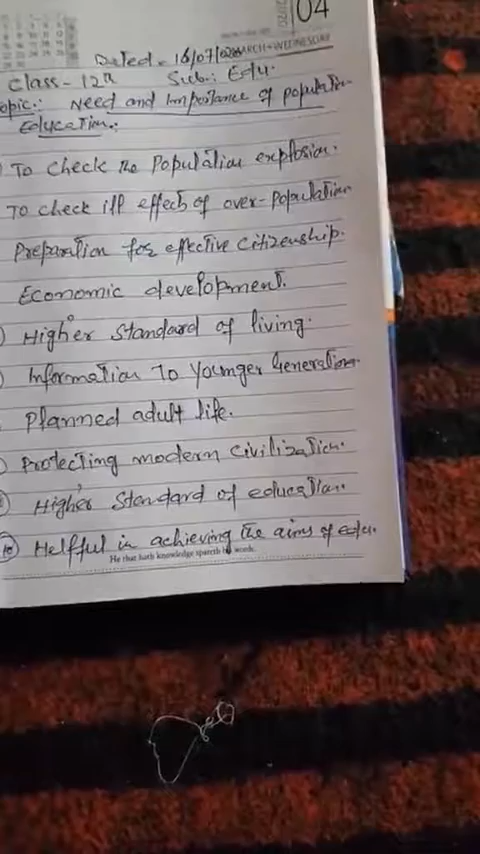 04
MARCH • WEDNESDAY
Dated - 16/07/
Class - 12th Sub: Edu.
Topic: Need and Importance of population
Education:
To check the Population explosion.
To check ill effects of over-Population
Preparation for effective citizenship.
Economic development.
Higher Standard of living.
Information To younger Generation.
Planned adult life.
Protecting modern civilization.
Higher Standard of education.
10 Helpful in achieving the aims of edu.
He that hath knowledge spareth his words.